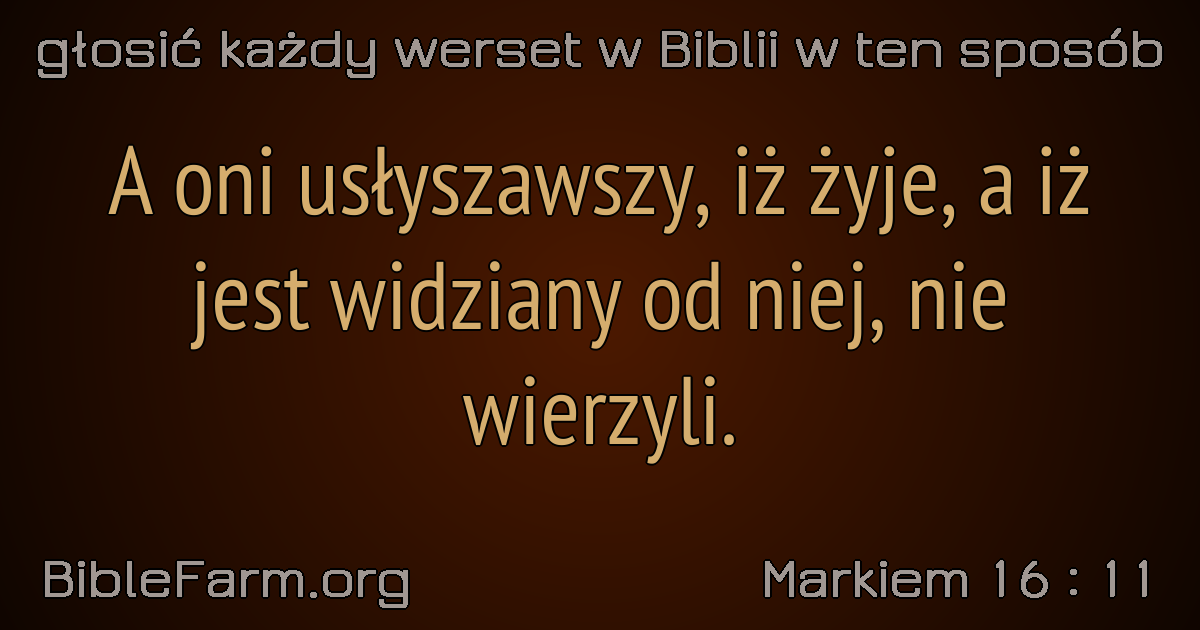 głosić każdy werset w Biblii w ten sposób
A oni usłyszawszy, iż żyje, a iż
jest widziany od niej, nie
wierzyli.
BibleFarm.org
Markiem 16 : 11